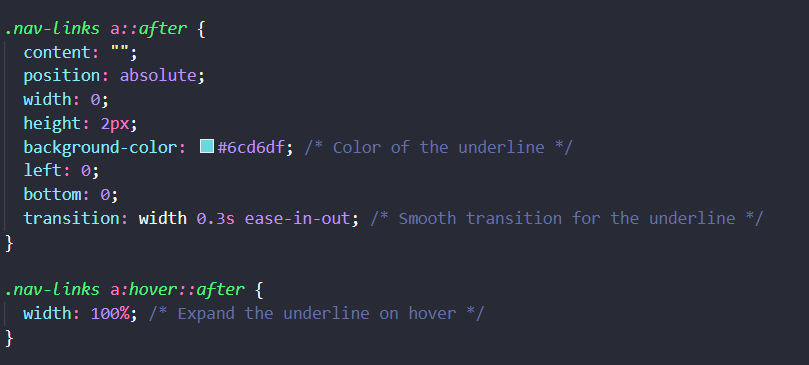 .nav-links a::after {
  content: "";
  position: absolute;
  width: 0;
  height: 2px;
  background-color: #6cd6df; /* Color of the underline */
  left: 0;
  bottom: 0;
  transition: width 0.3s ease-in-out; /* Smooth transition for the underline */
}

.nav-links a:hover::after {
  width: 100%; /* Expand the underline on hover */
}